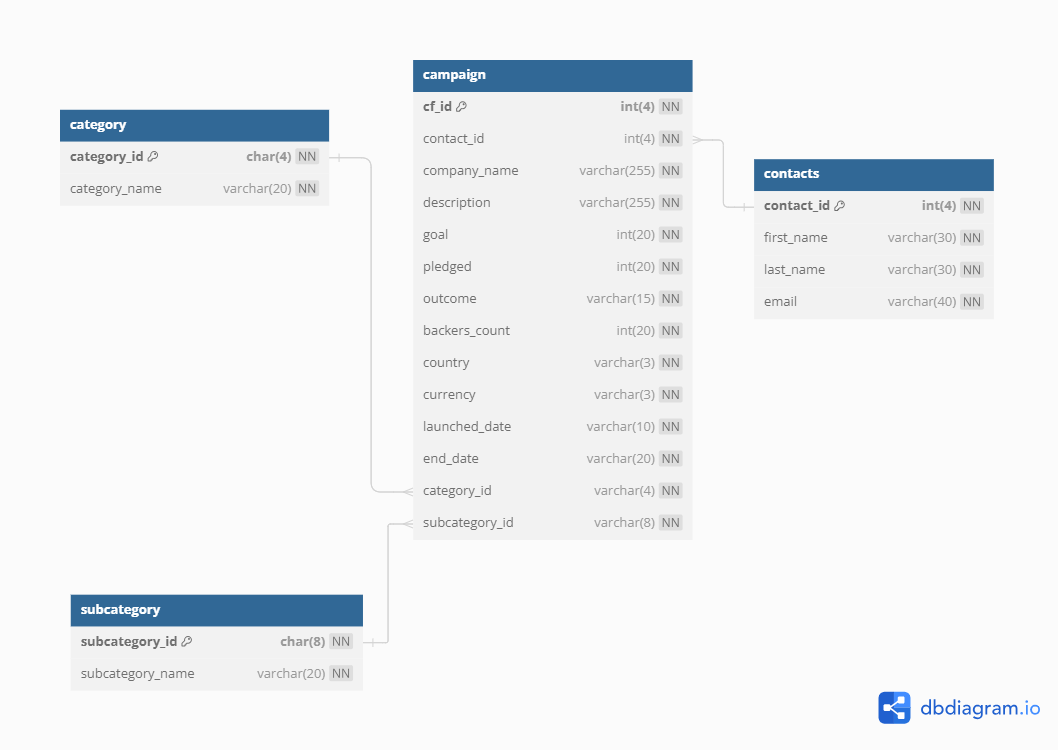 category
category_id char(4) NN
category_name varchar(20) NN
campaign
cf_id int(4) NN
contact_id int(4) NN
company_name varchar(255) NN
description varchar(255) NN
goal int(20) NN
pledged int(20) NN
outcome varchar(15) NN
backers_count int(20) NN
country varchar(3) NN
currency varchar(3) NN
launched_date varchar(10) NN
end_date varchar(20) NN
category_id varchar(4) NN
subcategory_id varchar(8) NN
contacts
contact_id int(4) NN
first_name varchar(30) NN
last_name varchar(30) NN
email varchar(40) NN
subcategory
subcategory_id char(8) NN
subcategory_name varchar(20) NN
dbdiagram.io